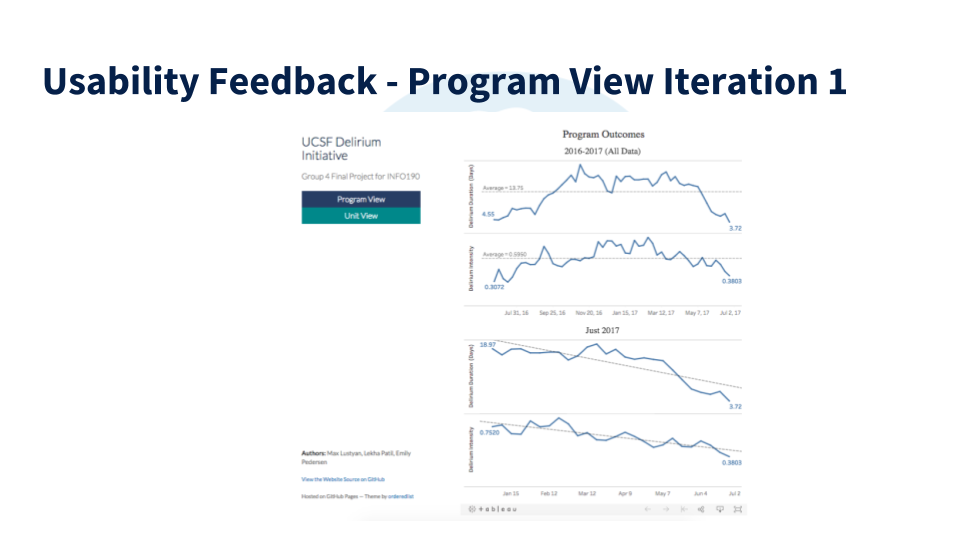 Usability Feedback - Program View Iteration 1
UCSF Delirium
Initiative
Group 4 Final Project for INFO190
Program View
Unit View
Authors: Max Lustyan, Lekha Patil, Emily
Pedersen
View the Website Source on GitHub
Hosted on GitHub Pages — Theme by orderedlist
Program Outcomes
2016-2017 (All Data)
Delirium Duration (Days)
Average = 13.75
4.55
3.72
Delirium Intensity
Average = 0.5950
0.3072
0.3803
Jul 31, 16 Sep 25, 16 Nov 20, 16 Jan 15, 17 Mar 12, 17 May 7, 17 Jul 2, 17
Just 2017
Delirium Duration (Days)
18.97
3.72
Delirium Intensity
0.7520
0.3803
Jan 15 Feb 12 Mar 12 Apr 9 May 7 Jun 4 Jul 2
+ableau